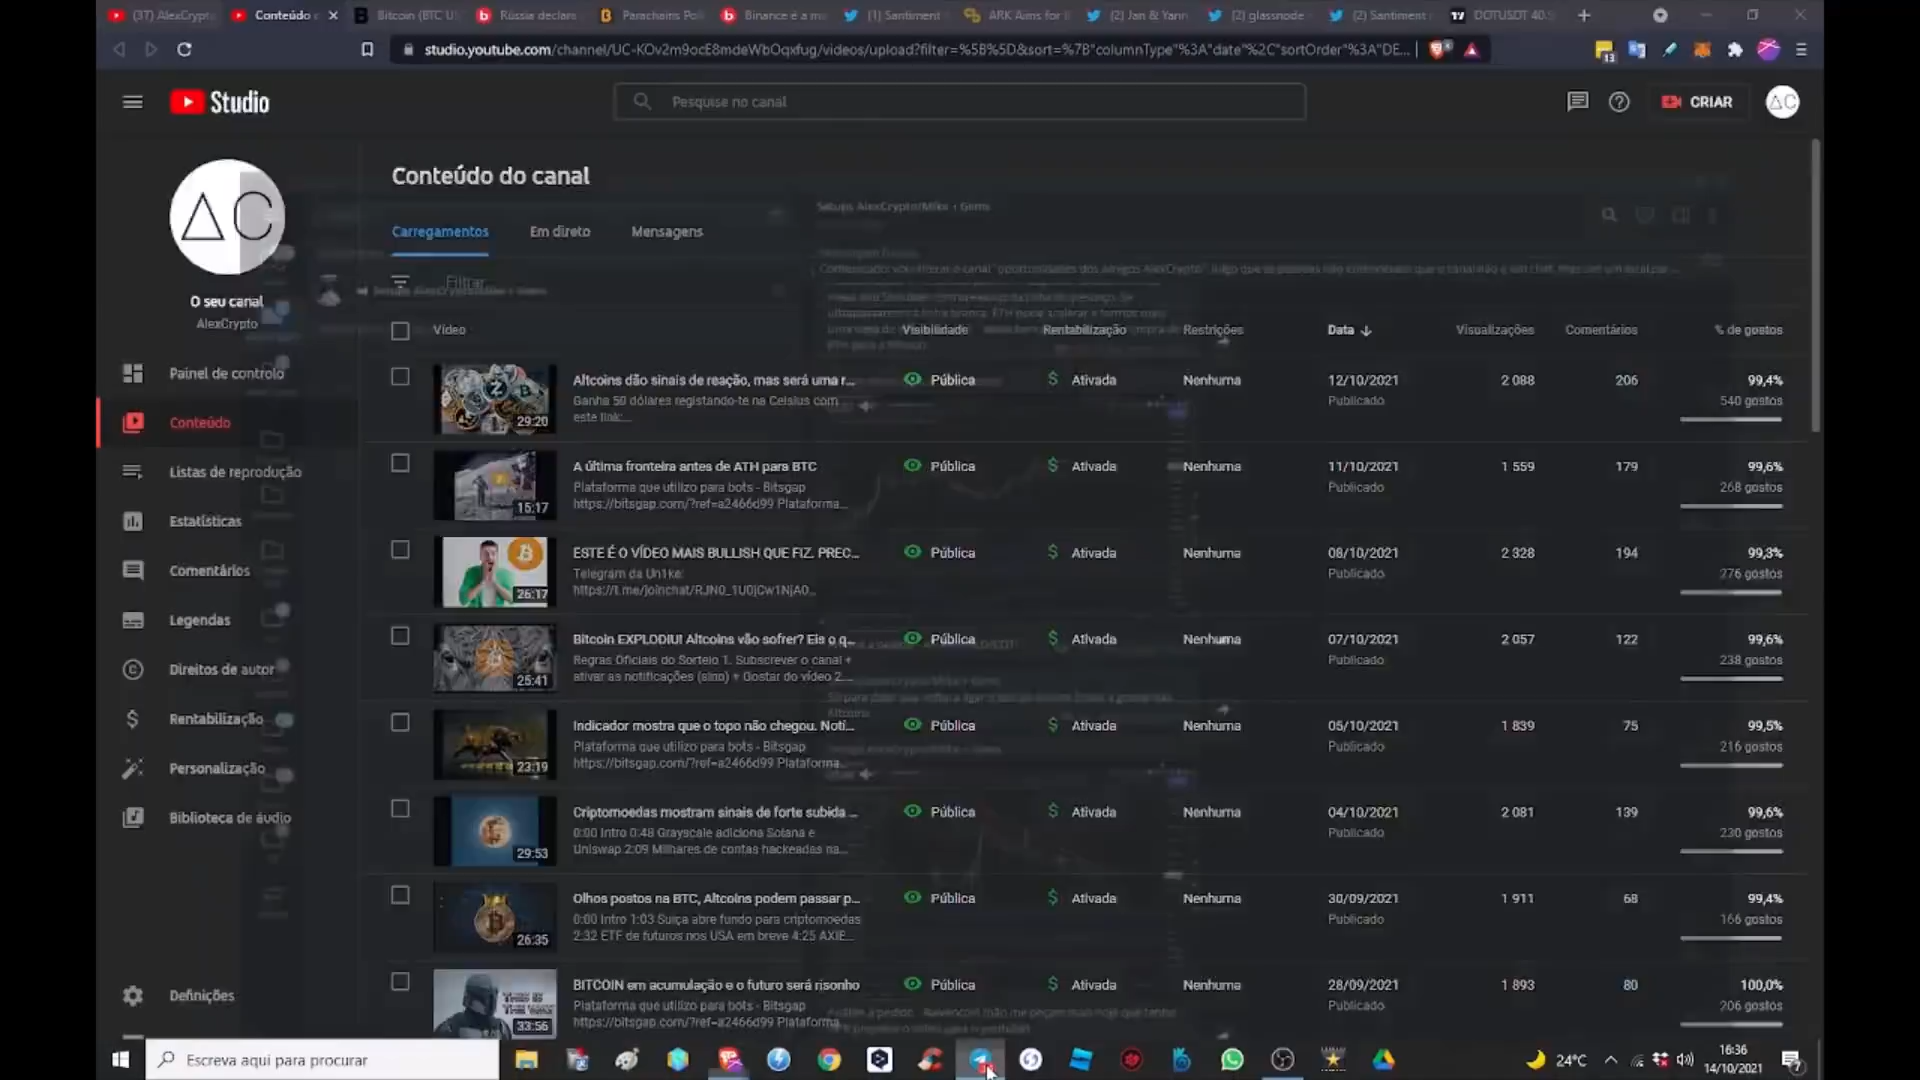 (37) AlexCrypto
Conteúdo
Bitcoin (BTC U
Rússia declara
Parachains Pol
Binance é a m
(1) Santiment
ARK Aims for
(2) Jan & Yann
(2) glassnode
(2) Santiment
DOTUSDT 40.
studio.youtube.com/channel/UC-KOv2m9ocE8mdeWbOqxfug/videos/upload?filter=%5B%5D&sort=%7B"columnType"%3A"date"%2C"sortOrder"%3A"DE...
13
Studio
Pesquise no canal
CRIAR
O seu canal
AlexCrypto
Painel de controlo
Conteúdo
Listas de reprodução
Estatísticas
Comentários
Legendas
Direitos de autor
Rentabilização
Personalização
Biblioteca de áudio
Definições
Conteúdo do canal
Carregamentos Em direto Mensagens
Filtrar
Setups AlexCrypto/Mike + Gems
Vídeo Visibilidade Rentabilização Restrições Data Visualizações Comentários % de gostos
Altcoins dão sinais de reação, mas será uma r... Pública Ativada Nenhuma 12/10/2021 2 088 206 99,4%
Ganha 50 dólares registando-te na Celsius com Publicado 540 gostos
este link:...
29:20
A última fronteira antes de ATH para BTC Pública Ativada Nenhuma 11/10/2021 1 559 179 99,6%
Plataforma que utilizo para bots - Bitsgap Publicado 268 gostos
https://bitsgap.com/?ref=a2466d99 Plataforma...
15:17
ESTE É O VÍDEO MAIS BULLISH QUE FIZ. PREC... Pública Ativada Nenhuma 08/10/2021 2 328 194 99,3%
Telegram da Un1ke: Publicado 276 gostos
https://t.me/joinchat/RJN0_1U0jCw1NjA0...
26:17
Bitcoin EXPLODIU! Altcoins vão sofrer? Eis o q... Pública Ativada Nenhuma 07/10/2021 2 057 122 99,6%
Regras Oficiais do Sorteio 1. Subscrever o canal + Publicado 238 gostos
ativar as notificações (sino) + Gostar do vídeo 2....
25:41
Indicador mostra que o topo não chegou. Notí... Pública Ativada Nenhuma 05/10/2021 1 839 75 99,5%
Plataforma que utilizo para bots - Bitsgap Publicado 216 gostos
https://bitsgap.com/?ref=a2466d99 Plataforma...
23:19
Criptomoedas mostram sinais de forte subida ... Pública Ativada Nenhuma 04/10/2021 2 081 139 99,6%
0:00 Intro 0:48 Grayscale adiciona Solana e Publicado 230 gostos
Uniswap 2:09 Milhares de contas hackeadas na...
29:53
Olhos postos na BTC, Altcoins podem passar p... Pública Ativada Nenhuma 30/09/2021 1 911 68 99,4%
0:00 Intro 1:03 Suiça abre fundo para criptomoedas Publicado 166 gostos
2:32 ETF de futuros nos USA em breve 4:25 AXIE...
26:35
BITCOIN em acumulação e o futuro será risonho Pública Ativada Nenhuma 28/09/2021 1 893 80 100,0%
Plataforma que utilizo para bots - Bitsgap Publicado 206 gostos
https://bitsgap.com/?ref=a2466d99 Plataforma...
33:56
Escreva aqui para procurar
24°C
16:36
14/10/2021
7